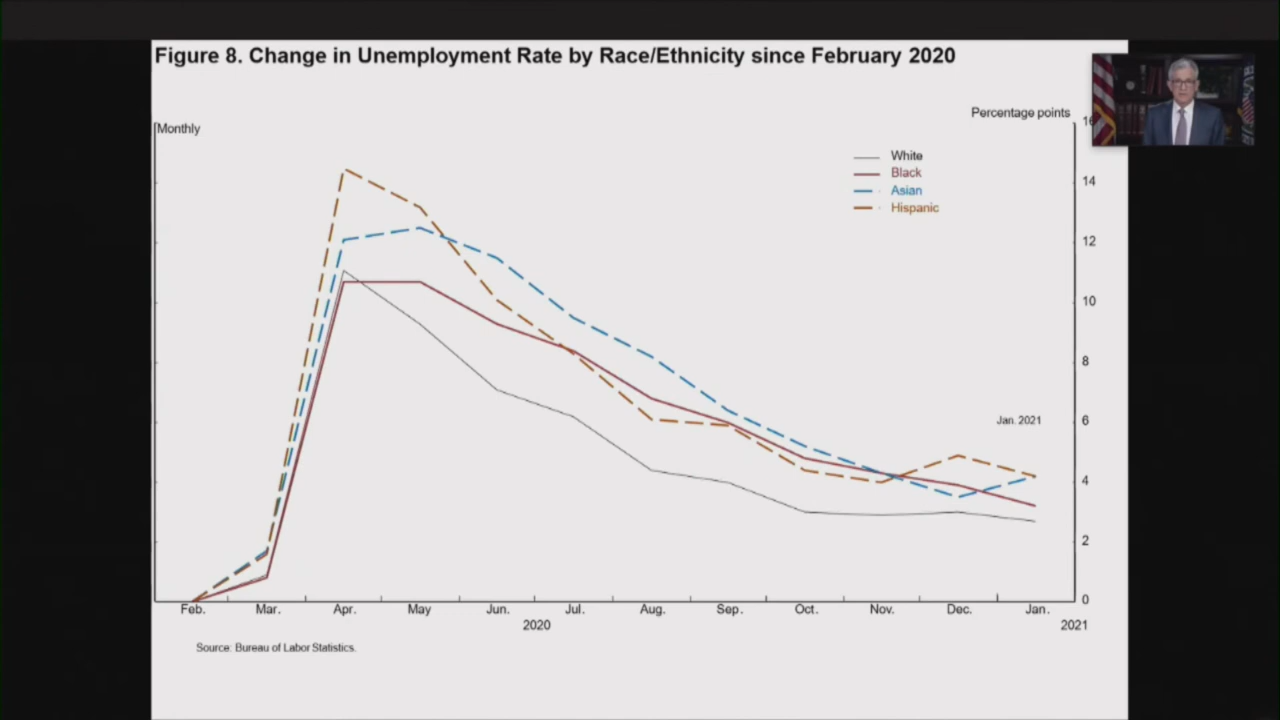 Figure 8. Change in Unemployment Rate by Race/Ethnicity since February 2020
Monthly
Percentage points
White
Black
Asian
Hispanic
16
14
12
10
8
6
4
2
0
Jan. 2021
Feb. Mar. Apr. May Jun. Jul. Aug. Sep. Oct. Nov. Dec. Jan.
2020 2021
Source: Bureau of Labor Statistics.